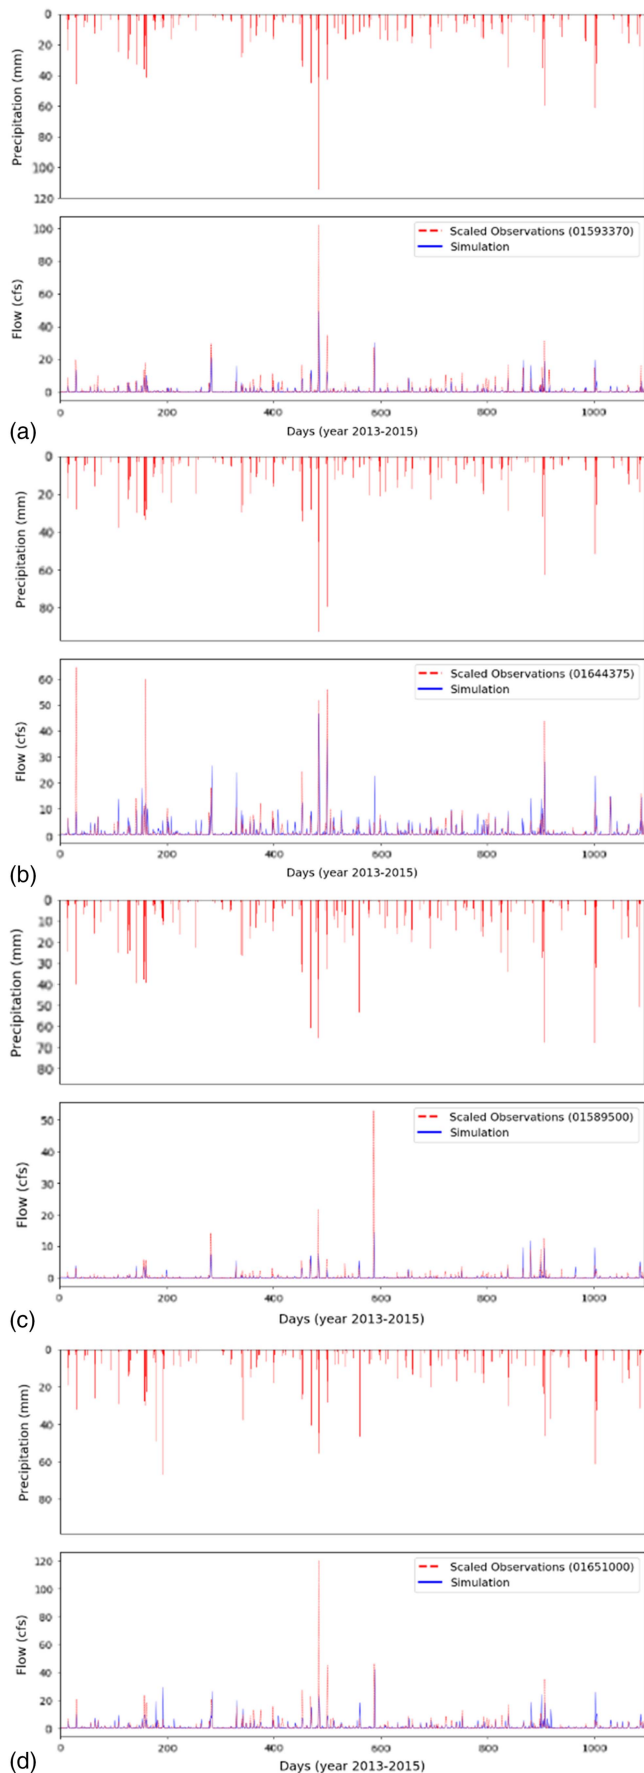 0
20
40
60
80
100
120
Precipitation (mm)
100
80
60
40
20
0
Flow (cfs)
Scaled Observations (01593370)
Simulation
0 200 400 600 800 1000
Days (year 2013-2015)
(a)
0
20
40
60
80
Precipitation (mm)
60
50
40
30
20
10
0
Flow (cfs)
Scaled Observations (01644375)
Simulation
0 200 400 600 800 1000
Days (year 2013-2015)
(b)
0
10
20
30
40
50
60
70
80
Precipitation (mm)
50
40
30
20
10
0
Flow (cfs)
Scaled Observations (01589500)
Simulation
0 200 400 600 800 1000
Days (year 2013-2015)
(c)
0
20
40
60
80
Precipitation (mm)
120
100
80
60
40
20
0
Flow (cfs)
Scaled Observations (01651000)
Simulation
0 200 400 600 800 1000
Days (year 2013-2015)
(d)